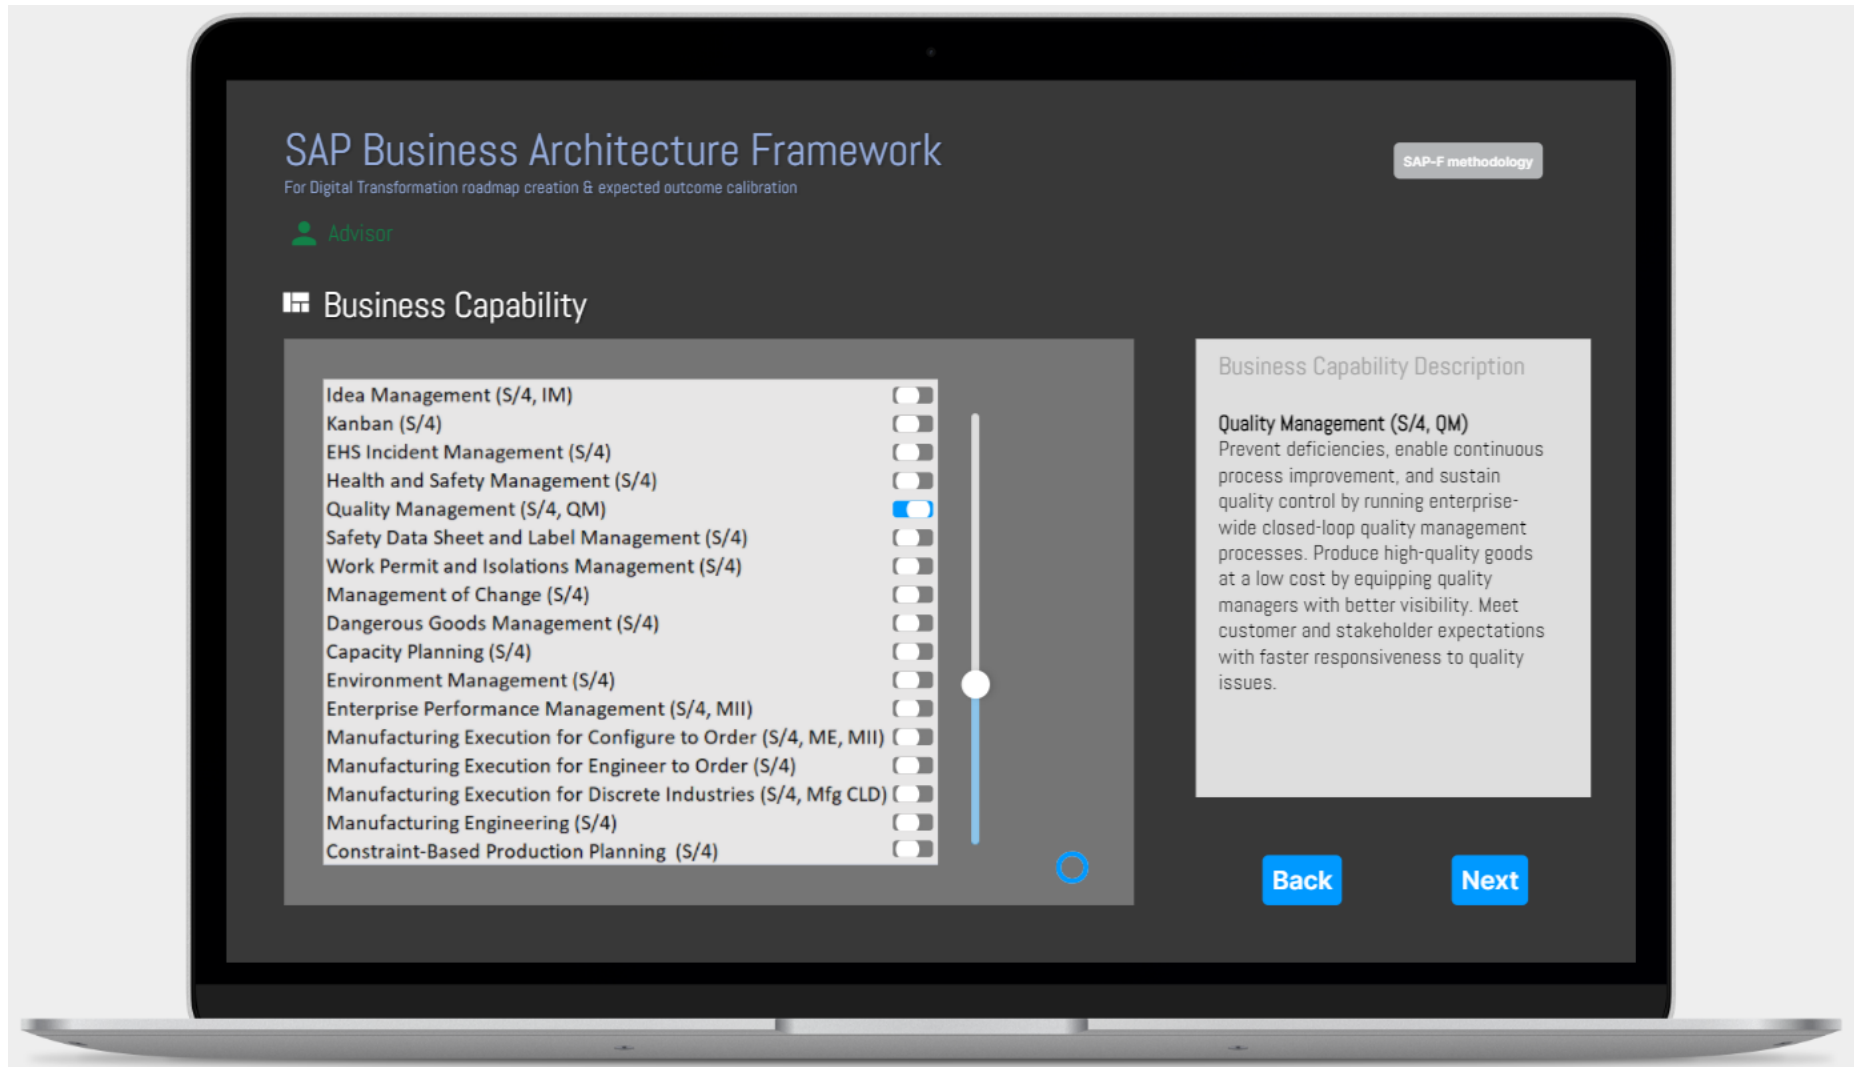 SAP Business Architecture Framework
For Digital Transformation roadmap creation & expected outcome calibration
SAP-F methodology
Advisor
Business Capability
Idea Management (S/4, IM)
Kanban (S/4)
EHS Incident Management (S/4)
Health and Safety Management (S/4)
Quality Management (S/4, QM)
Safety Data Sheet and Label Management (S/4)
Work Permit and Isolations Management (S/4)
Management of Change (S/4)
Dangerous Goods Management (S/4)
Capacity Planning (S/4)
Environment Management (S/4)
Enterprise Performance Management (S/4, MII)
Manufacturing Execution for Configure to Order (S/4, ME, MII)
Manufacturing Execution for Engineer to Order (S/4)
Manufacturing Execution for Discrete Industries (S/4, Mfg CLD)
Manufacturing Engineering (S/4)
Constraint-Based Production Planning (S/4)
Business Capability Description
Quality Management (S/4, QM)
Prevent deficiencies, enable continuous
process improvement, and sustain
quality control by running enterprise-
wide closed-loop quality management
processes. Produce high-quality goods
at a low cost by equipping quality
managers with better visibility. Meet
customer and stakeholder expectations
with faster responsiveness to quality
issues.
Back
Next